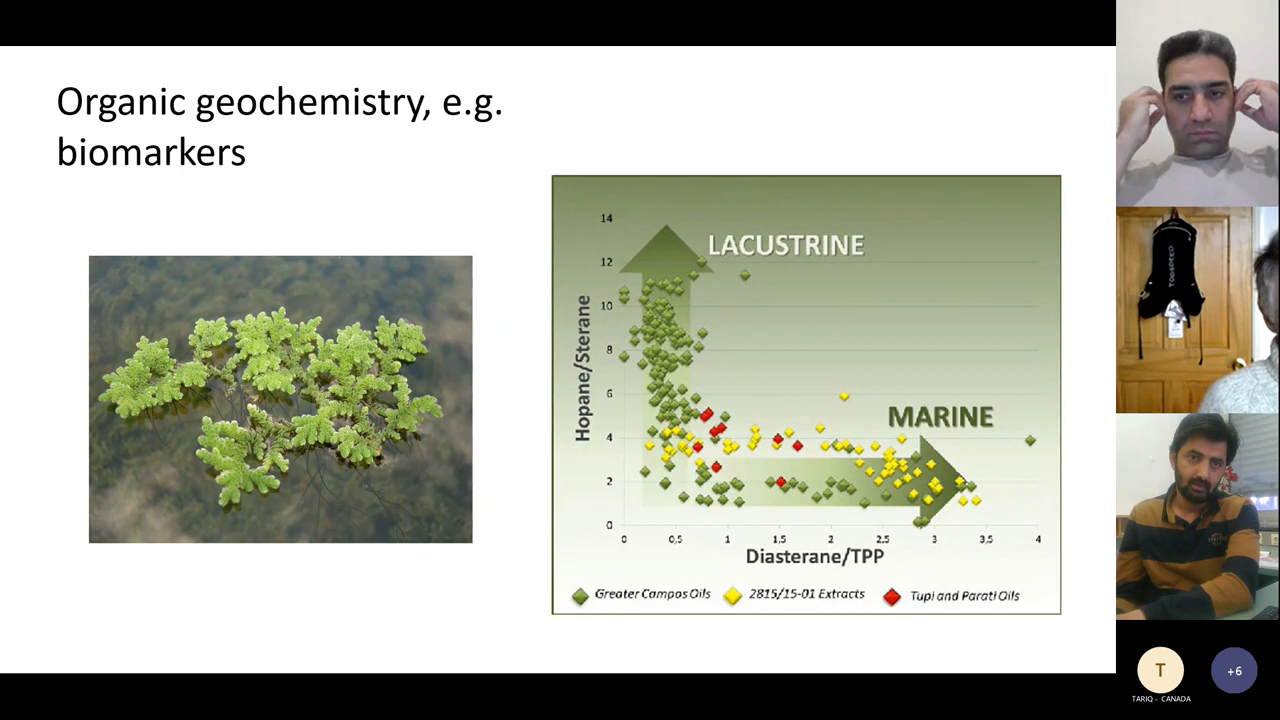 Organic geochemistry, e.g.
biomarkers
14
12
10
8
6
4
2
0
Hopane/Sterane
LACUSTRINE
MARINE
0 0,5 1 1,5 2 2,5 3 3,5 4
Diasterane/TPP
Greater Campos Oils 2815/15-01 Extracts Tupi and Parati Oils
TOGSPEED
T
TARIQ - CANADA
+6